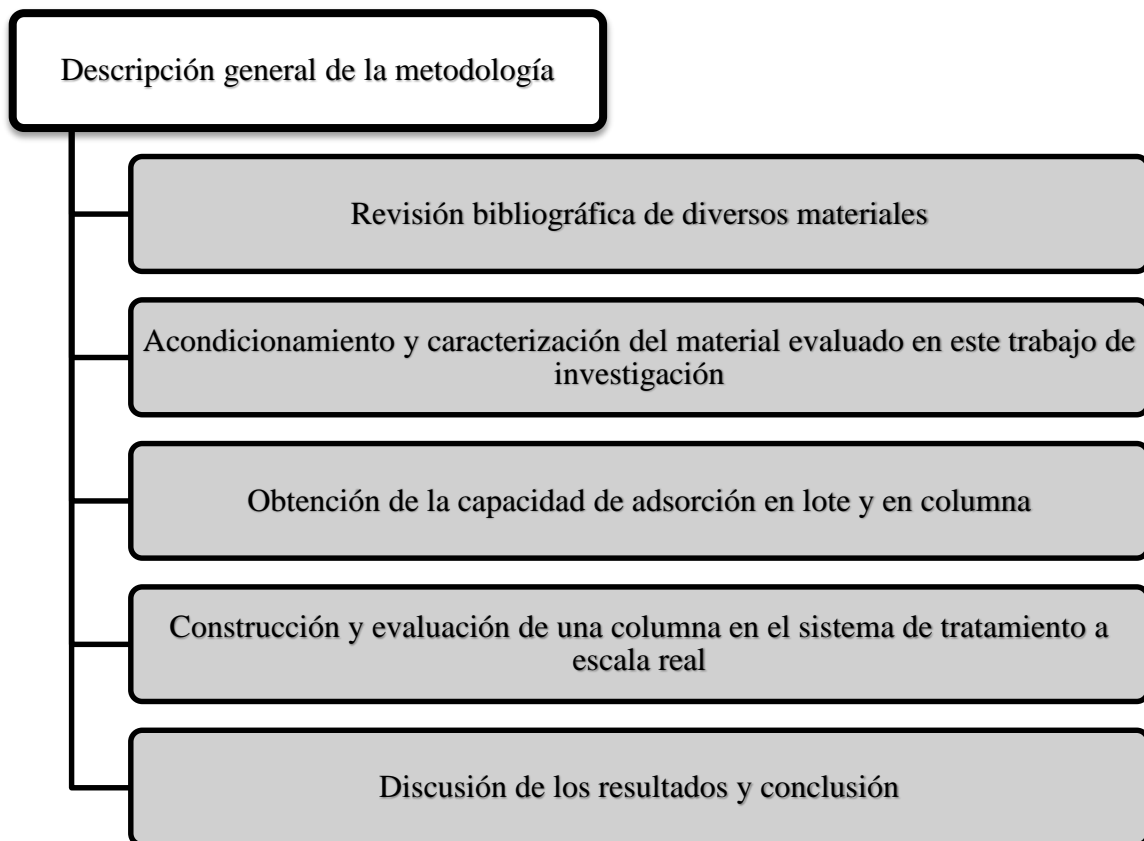 Descripción general de la metodología
Revisión bibliográfica de diversos materiales
Acondicionamiento y caracterización del material evaluado en este trabajo de
investigación
Obtención de la capacidad de adsorción en lote y en columna
Construcción y evaluación de una columna en el sistema de tratamiento a
escala real
Discusión de los resultados y conclusión